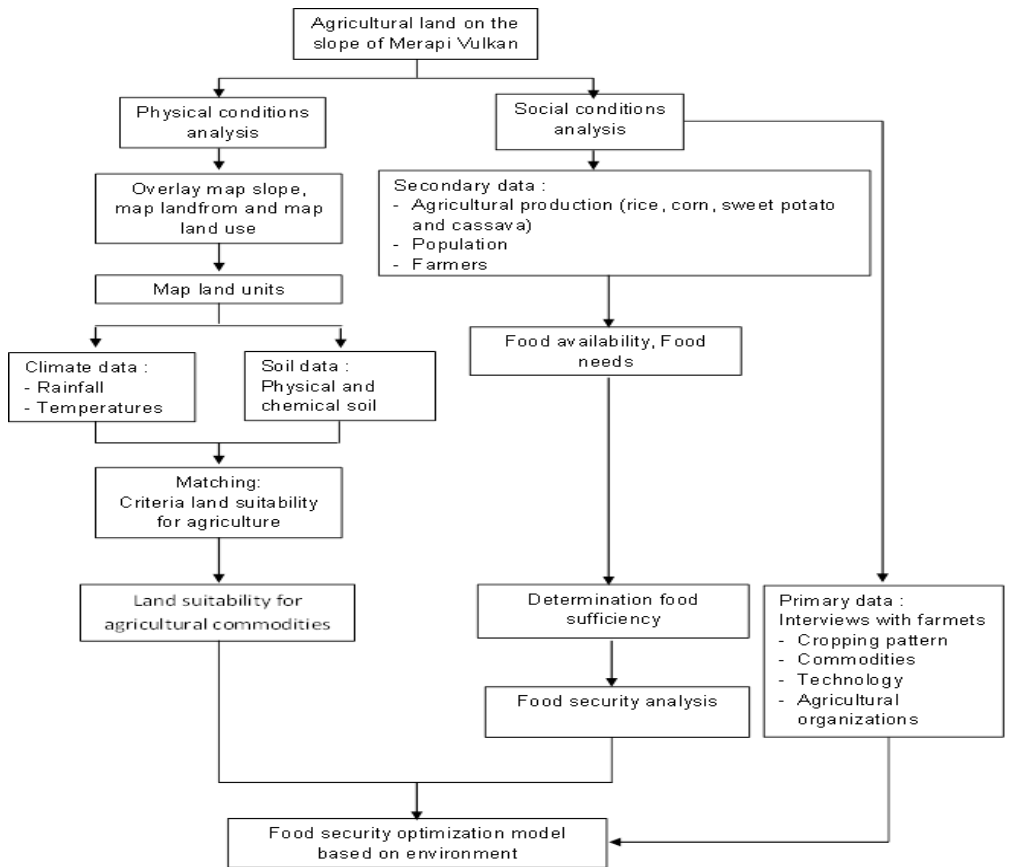 Agricultural land on the
slope of Merapi Vulkan
Physical conditions
analysis
Social conditions
analysis
Overlay map slope,
map landfrom and map
land use
Secondary data :
- Agricultural production (rice, corn, sweet potato
and cassava)
- Population
- Farmers
Map land units
Food availability, Food
needs
Climate data :
- Rainfall
- Temperatures
Soil data :
Physical and
chemical soil
Matching:
Criteria land suitability
for agriculture
Land suitability for
agricultural commodities
Determination food
sufficiency
Primary data :
Interviews with farmets
- Cropping pattern
- Commodities
- Technology
- Agricultural
organizations
Food security analysis
Food security optimization model
based on environment